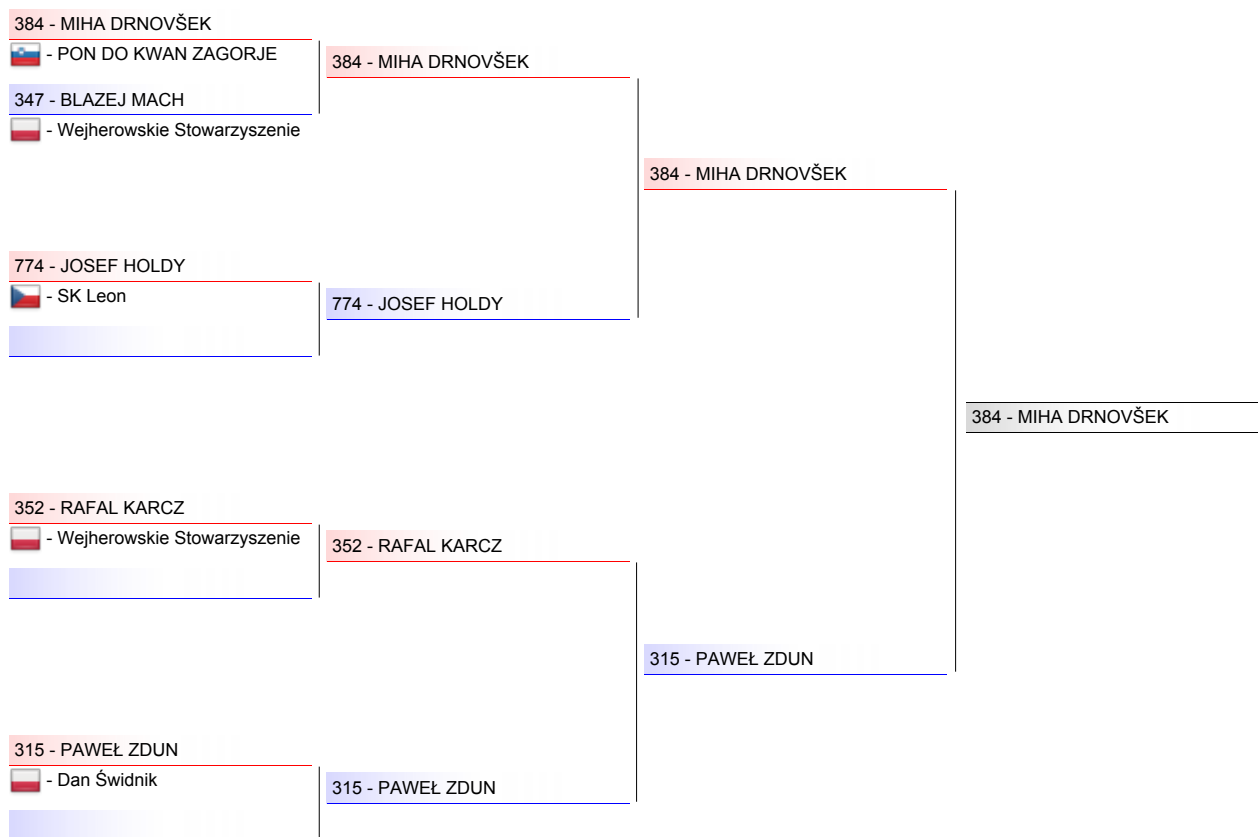 384 - MIHA DRNOVŠEK
- PON DO KWAN ZAGORJE
384 - MIHA DRNOVŠEK
347 - BLAZEJ MACH
- Wejherowskie Stowarzyszenie
384 - MIHA DRNOVŠEK
774 - JOSEF HOLDY
- SK Leon
774 - JOSEF HOLDY
384 - MIHA DRNOVŠEK
352 - RAFAL KARCZ
- Wejherowskie Stowarzyszenie
352 - RAFAL KARCZ
315 - PAWEŁ ZDUN
315 - PAWEŁ ZDUN
- Dan Świdnik
315 - PAWEŁ ZDUN